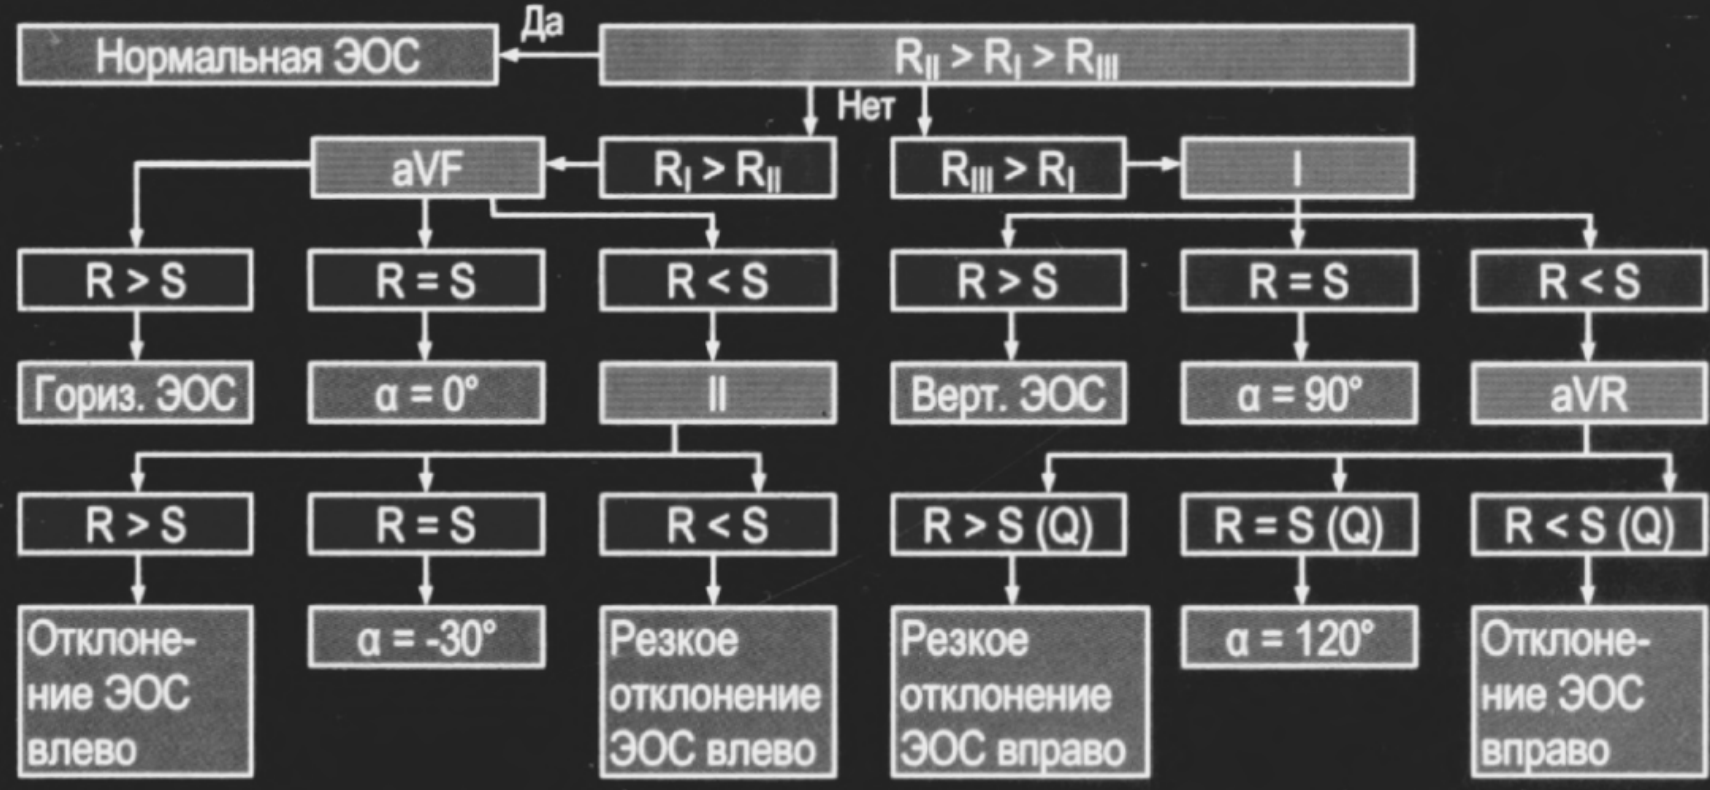 Да
Нормальная ЭОС
RII > RI > RIII
Нет
aVF
RI > RII
RIII > RI
I
R > S
R = S
R < S
R > S
R = S
R < S
Гориз. ЭОС
α = 0°
II
Верт. ЭОС
α = 90°
aVR
R > S
R = S
R < S
R > S (Q)
R = S (Q)
R < S (Q)
Отклоне-
ние ЭОС
влево
α = -30°
Резкое
отклонение
ЭОС влево
Резкое
отклонение
ЭОС вправо
α = 120°
Отклоне-
ние ЭОС
вправо